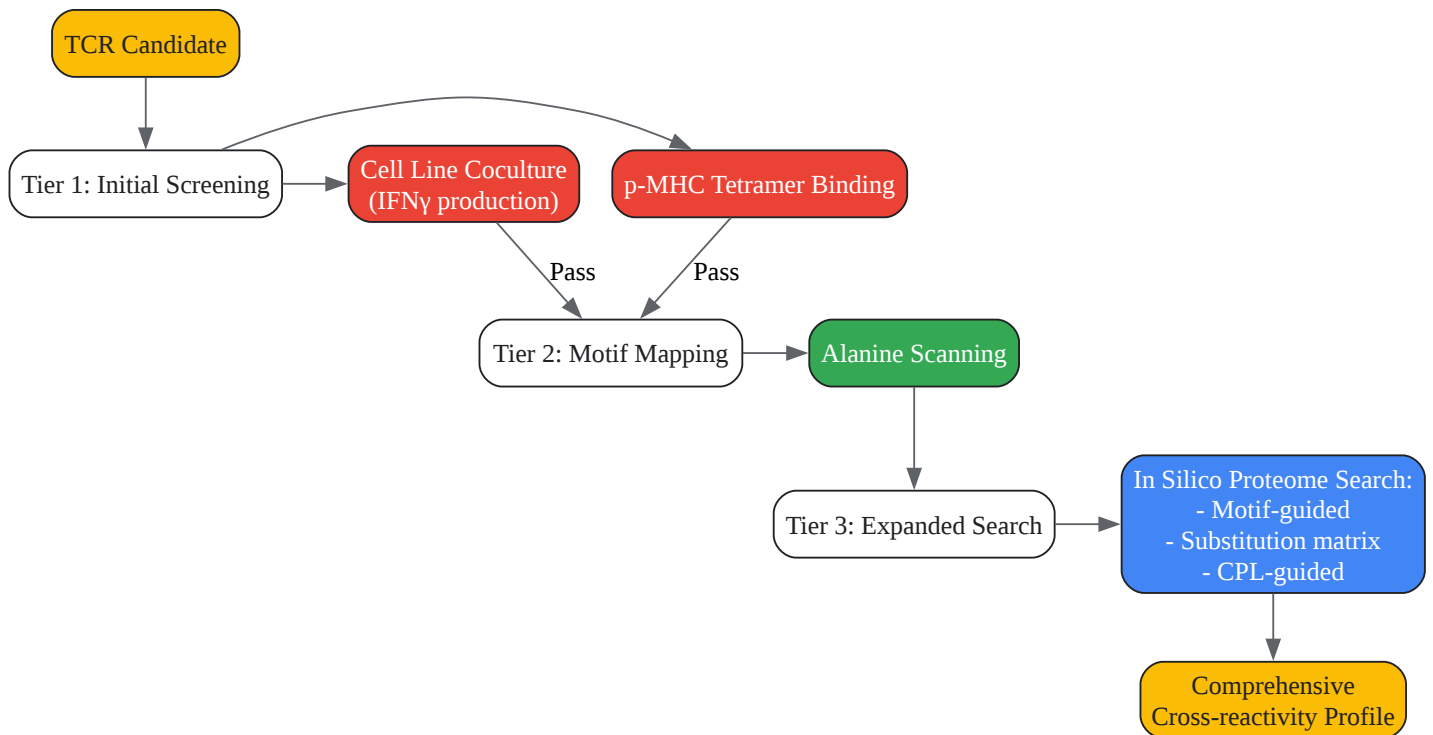 TCR Candidate
Tier 1: Initial Screening
Cell Line Coculture
(IFNγ production)
p-MHC Tetramer Binding
Pass
Pass
Tier 2: Motif Mapping
Alanine Scanning
Tier 3: Expanded Search
In Silico Proteome Search:
- Motif-guided
- Substitution matrix
- CPL-guided
Comprehensive
Cross-reactivity Profile